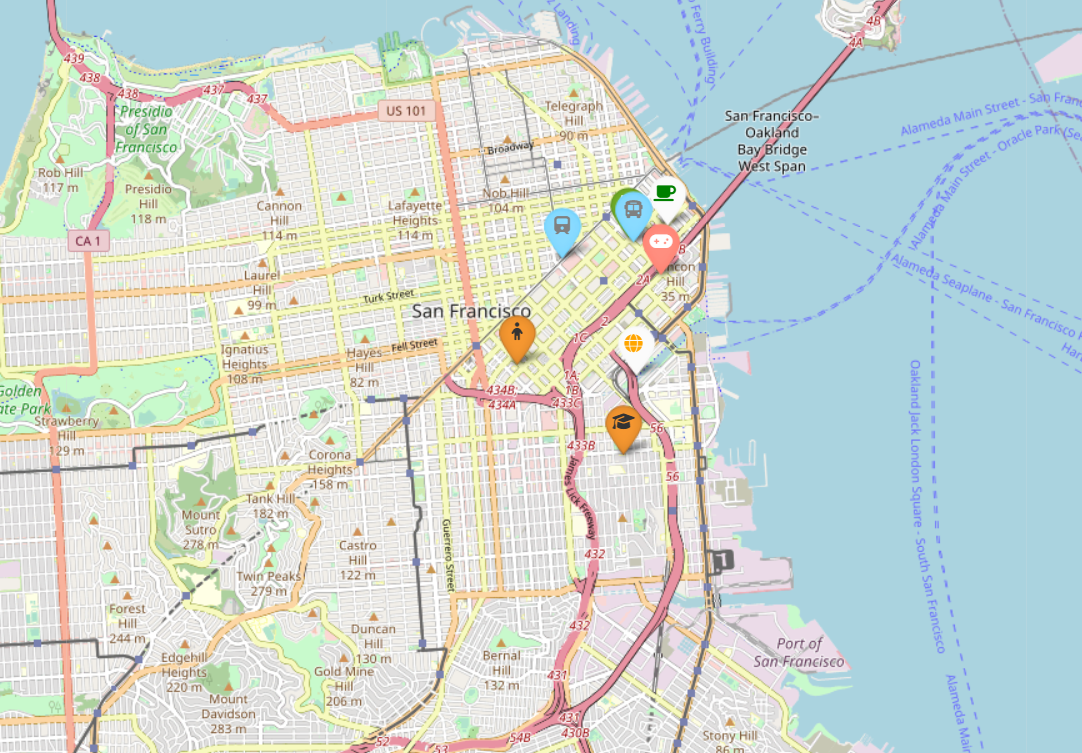 4B
4A
Landing
Ferry Building
439
438
438
437
437
US 101
Presidio
of San
Francisco
Telegraph
Hill
90 m
San Francisco–
Oakland
Bay Bridge
West Span
Broadway
Rob Hill
117 m
Presidio
Hill
118 m
Cannon
Hill
114 m
Lafayette
Heights
114 m
Nob Hill
104 m
CA 1
B
Hill
35 m
2A
2
1C
1A
1B
Laurel
Hill
99 m
Turk Street
San Francisco
Fell Street
Ignatius
Heights
108 m
Hayes
Hill
82 m
434B
434A
433C
Golden
Gate Park
Strawberry
Hill
129 m
433B
56
56
James Lick Freeway
Corona
Heights
158 m
Tank Hill
182 m
Mount
Sutro
278 m
Guerrero Street
Castro
Hill
122 m
432
Twin Peaks
279 m
Forest
Hill
244 m
432
Duncan
Hill
130 m
Edgehill
Heights
220 m
Gold Mine
Hill
206 m
Bernal
Hill
132 m
Port of
San Francisco
431
Mount
Davidson
283 m
431
430B
52
53
54B
Stony Hill
86 m
Alameda Main Street - San Fran
Alameda Main Street - Oracle Park (Se
Alameda Seaplane - San Francisco
Har
Oakland Jack London Square - South San Francisco
Alameda Main